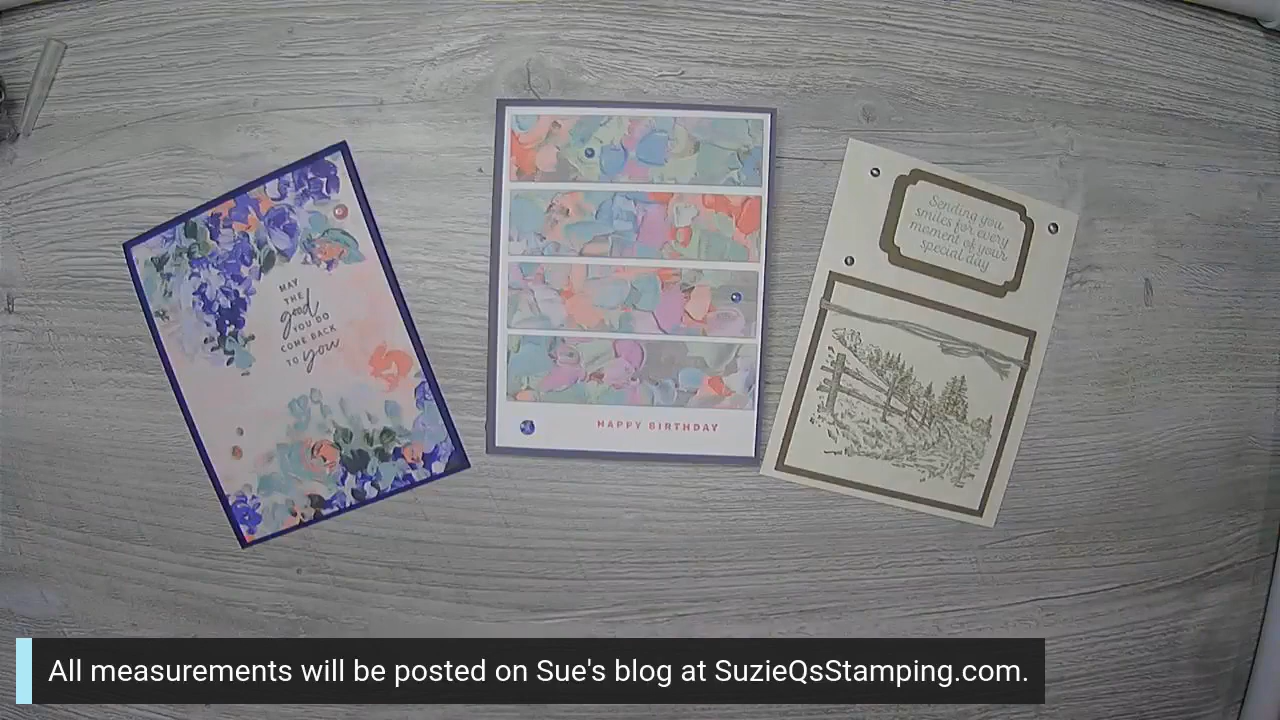 MAY
THE
good
YOU DO
COME BACK
TO you
HAPPY BIRTHDAY
Sending you
smiles for every
moment of your
special day
All measurements will be posted on Sue's blog at SuzieQsStamping.com.